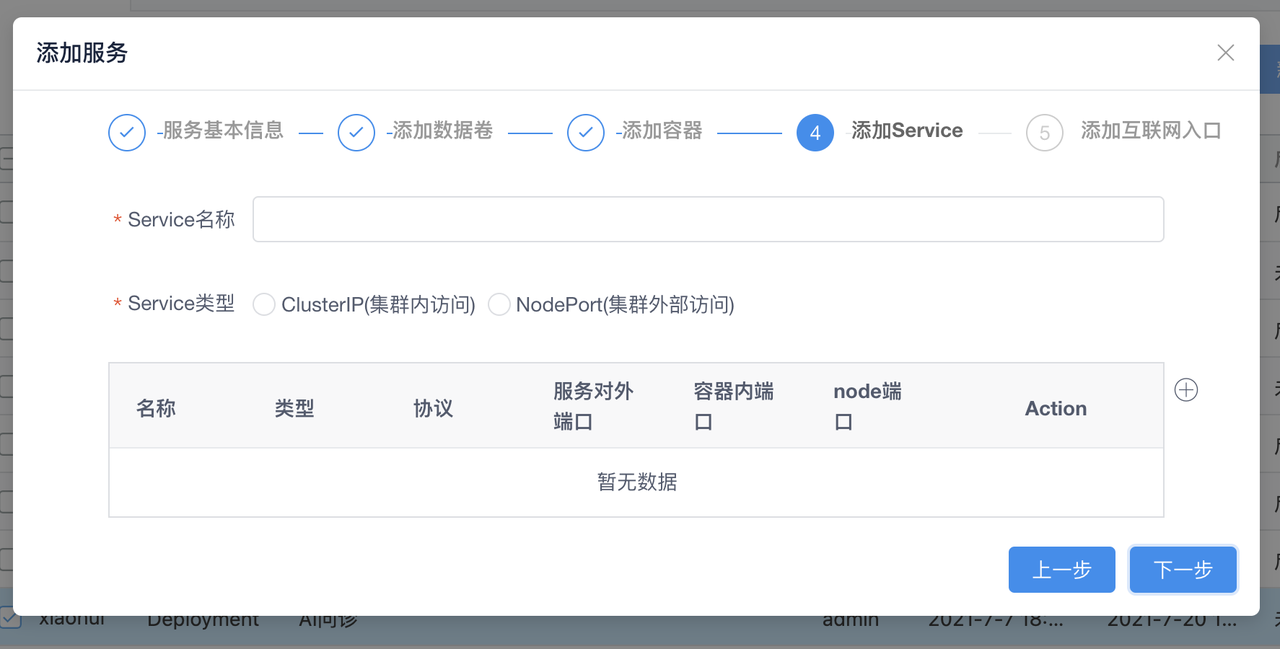 添加服务
服务基本信息
添加数据卷
添加容器
4
添加Service
5
添加互联网入口
* Service名称
* Service类型
ClusterIP(集群内访问)
NodePort(集群外部访问)
名称
类型
协议
服务对外
端口
容器内端
口
node端
口
Action
暂无数据
上一步
下一步
xiaohui
Deployment
AI问诊
admin
2021-7-7 18:...
2021-7-20 1...